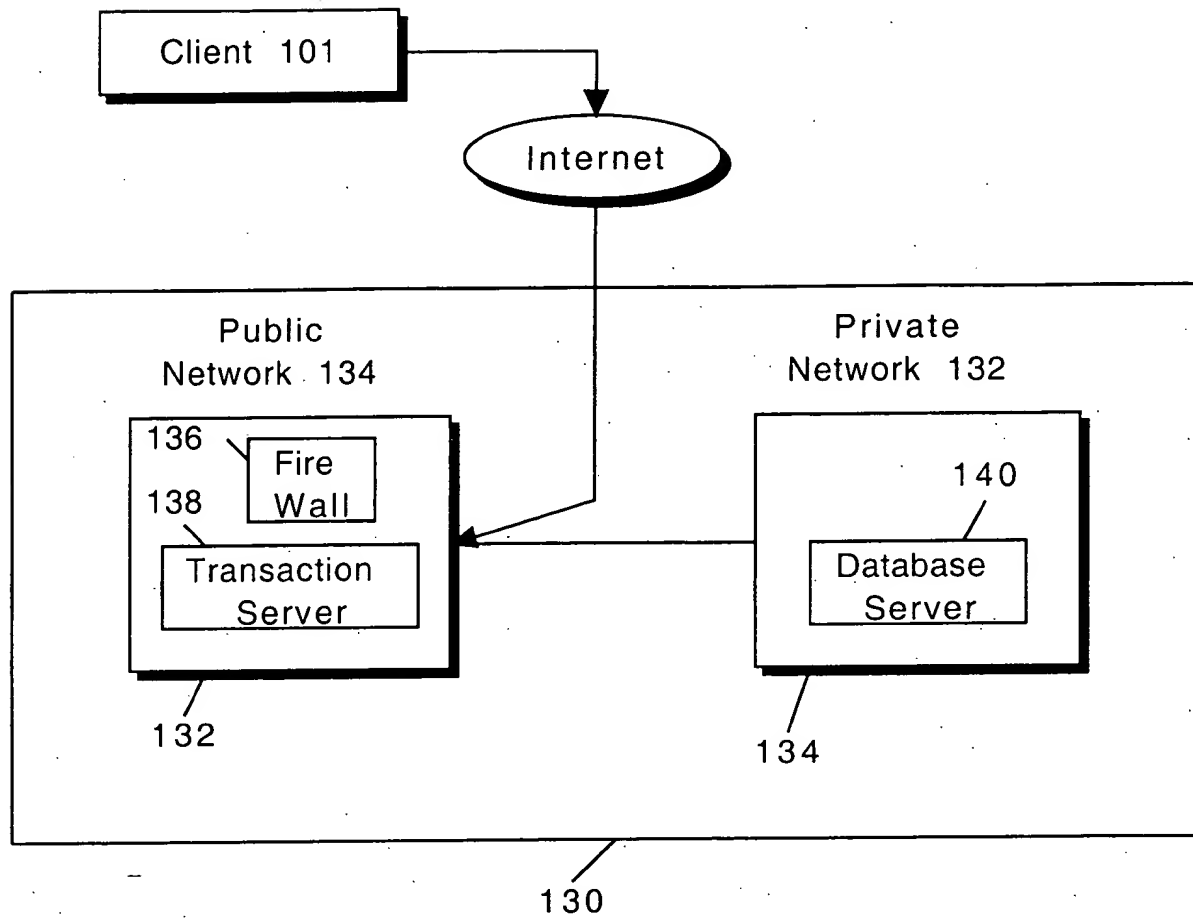 Client 101
Internet
Public
Network 134
Private
Network 132
136
Fire
Wall
138
Transaction
Server
140
Database
Server
132
134
130